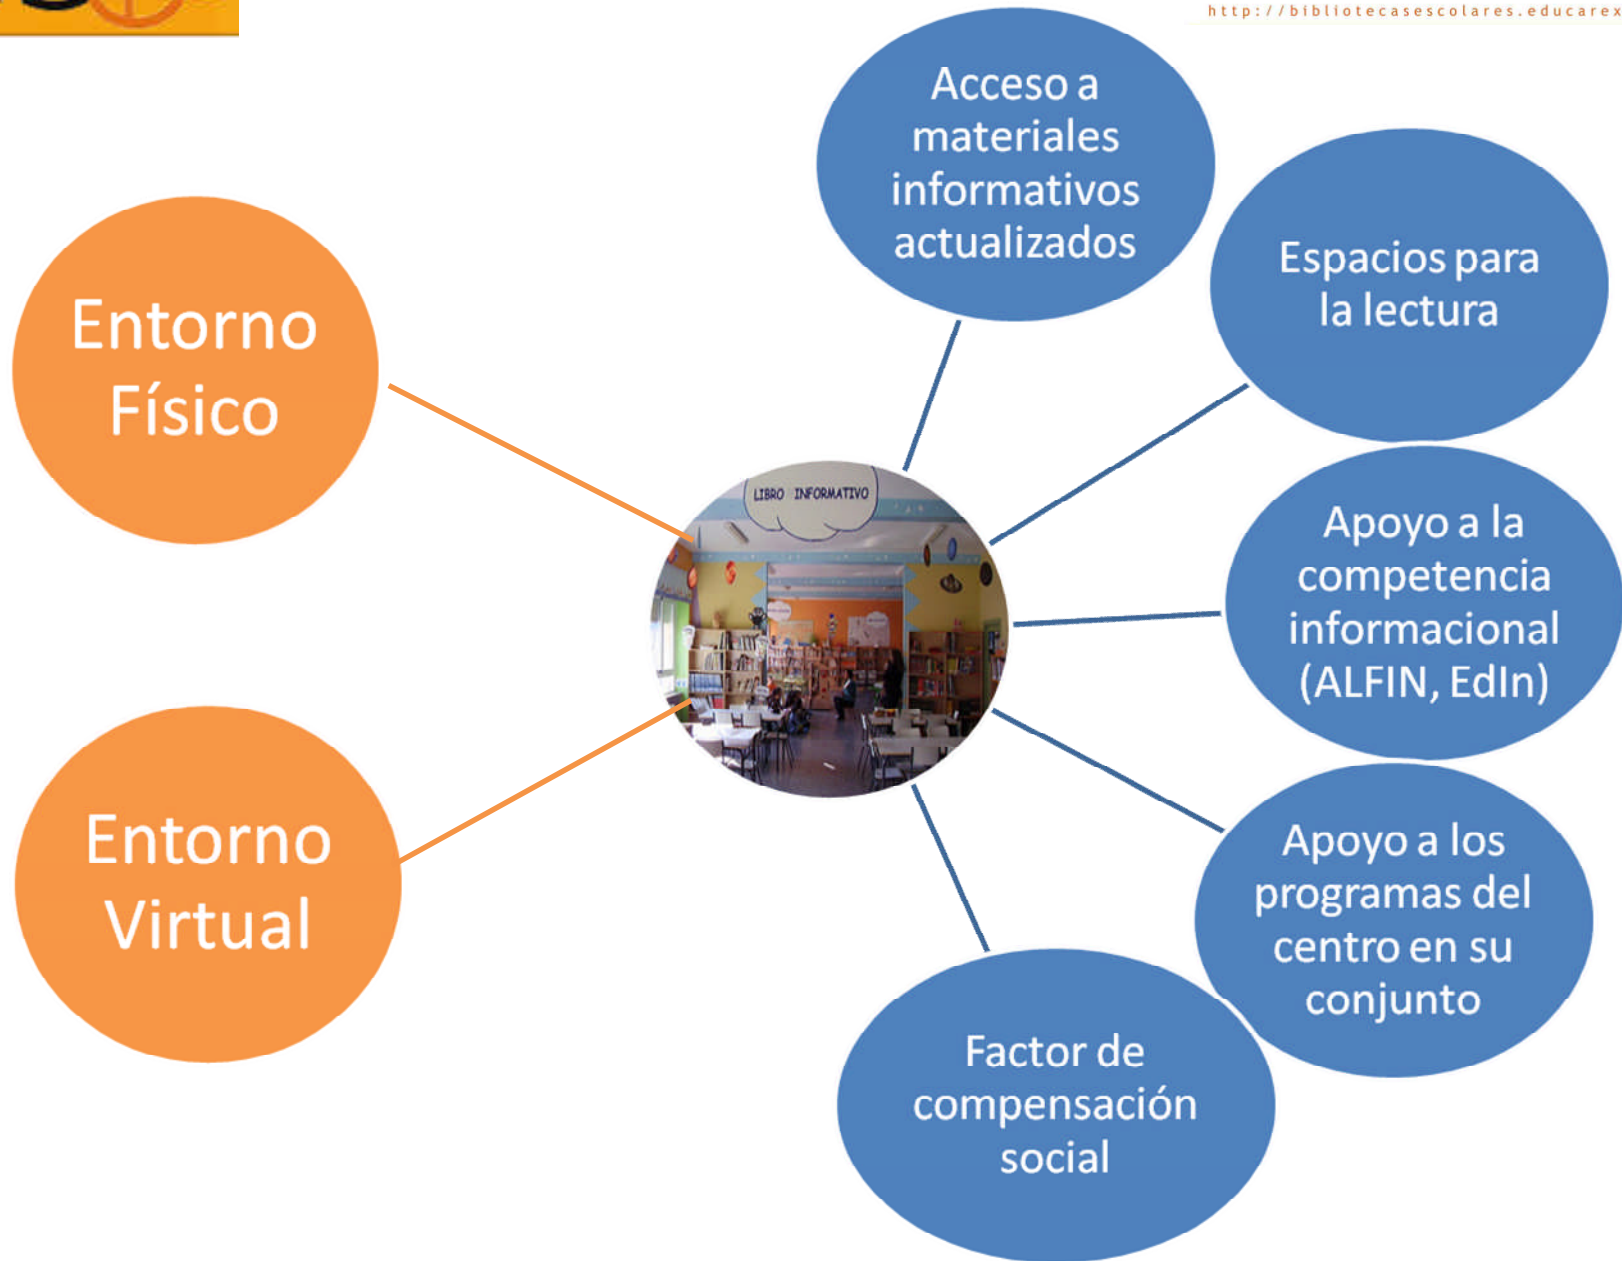 http://bibliotecasescolares.educarex
Acceso a
materiales
informativos
actualizados
Espacios para
la lectura
Entorno
Físico
LIBRO INFORMATIVO
Apoyo a la
competencia
informacional
(ALFIN, EdIn)
Entorno
Virtual
Apoyo a los
programas del
centro en su
conjunto
Factor de
compensación
social